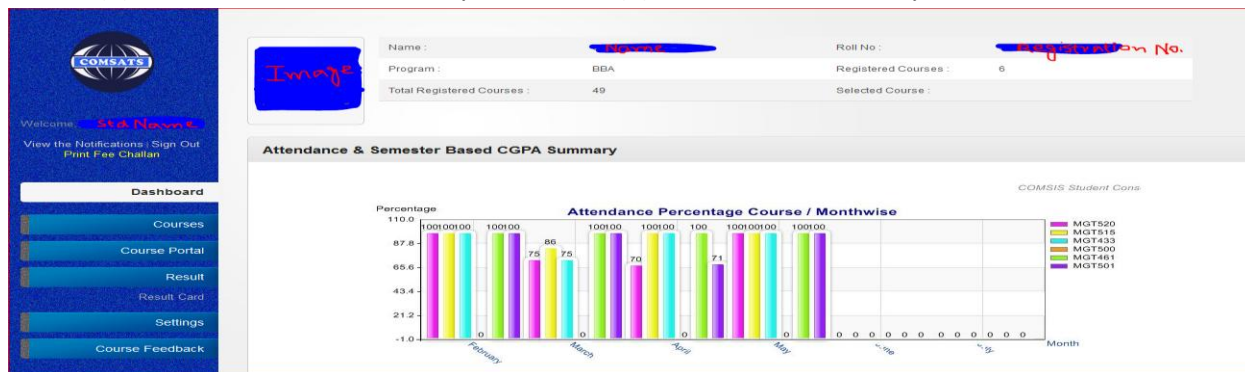 COMSATS
Welcome, Std Name
View the Notifications | Sign Out
Print Fee Challan
Dashboard
Courses
Course Portal
Result
Result Card
Settings
Course Feedback
Image
Name : Name Roll No : Registration No.
Program : BBA Registered Courses : 6
Total Registered Courses : 49 Selected Course :
Attendance & Semester Based CGPA Summary
COMSIS Student Cons
Percentage
Attendance Percentage Course / Monthwise
110.0
87.8
65.6
43.4
21.2
-1.0
100 100 100 0 100 100
75 86 75 0 100 100
70 100 100 0 100 71
100 100 100 0 100 100
0 0 0 0 0 0
0 0 0 0 0 0
February March April May July
Month
MGT520
MGT515
MGT433
MGT500
MGT461
MGT501